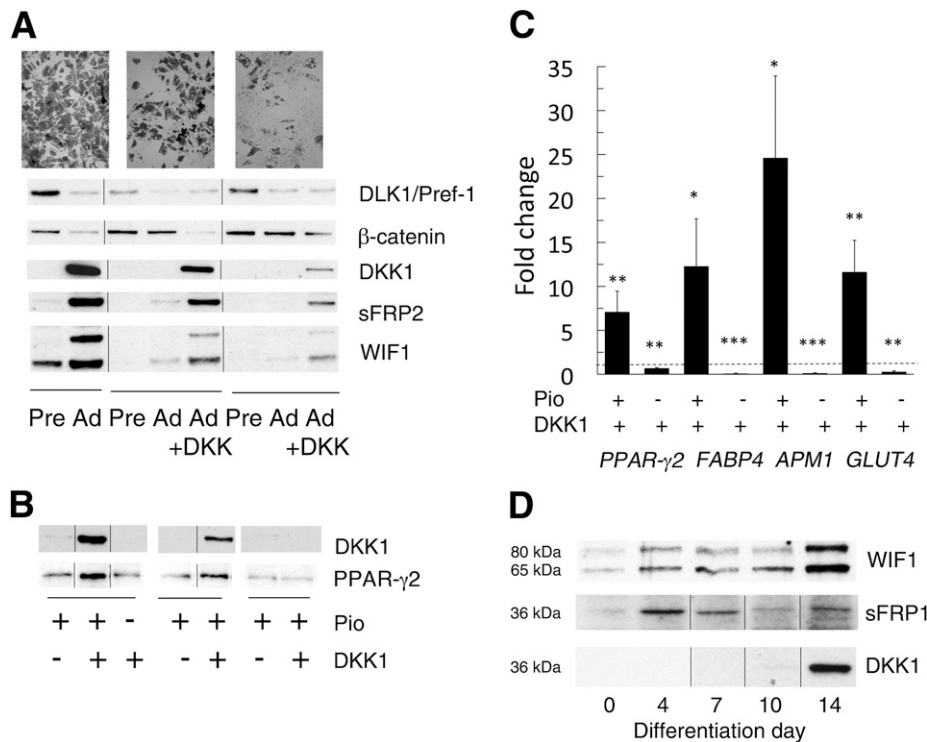 A
DLK1/Pref-1
β-catenin
DKK1
sFRP2
WIF1
Pre Ad Pre Ad Ad Pre Ad Ad
+DKK +DKK
B
DKK1
PPAR-γ2
+ + - + + + + Pio
- + + - + - + DKK1
C
Fold change
35
30
25
20
15
10
5
0
** ** * *** * *** ** **
Pio + - + - + - + -
DKK1 + + + + + + + +
PPAR-γ2 FABP4 APM1 GLUT4
D
80 kDa WIF1
65 kDa
36 kDa sFRP1
36 kDa DKK1
0 4 7 10 14
Differentiation day